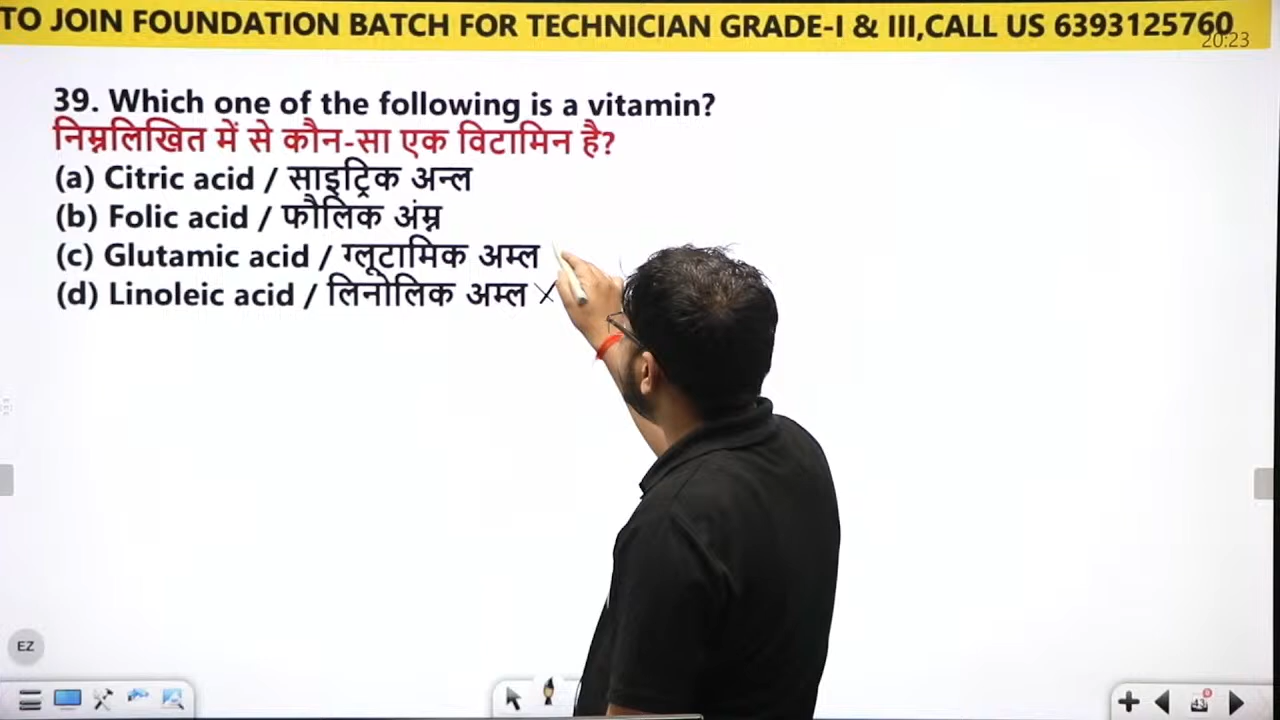 TO JOIN FOUNDATION BATCH FOR TECHNICIAN GRADE-I & III,CALL US 6393125760
20:23
39. Which one of the following is a vitamin?
निम्नलिखित में से कौन-सा एक विटामिन है?
(a) Citric acid / साइट्रिक अन्ल
(b) Folic acid / फौलिक अंम्न
(c) Glutamic acid / ग्लूटामिक अम्ल
(d) Linoleic acid / लिनोलिक अम्ल ×
EZ
43